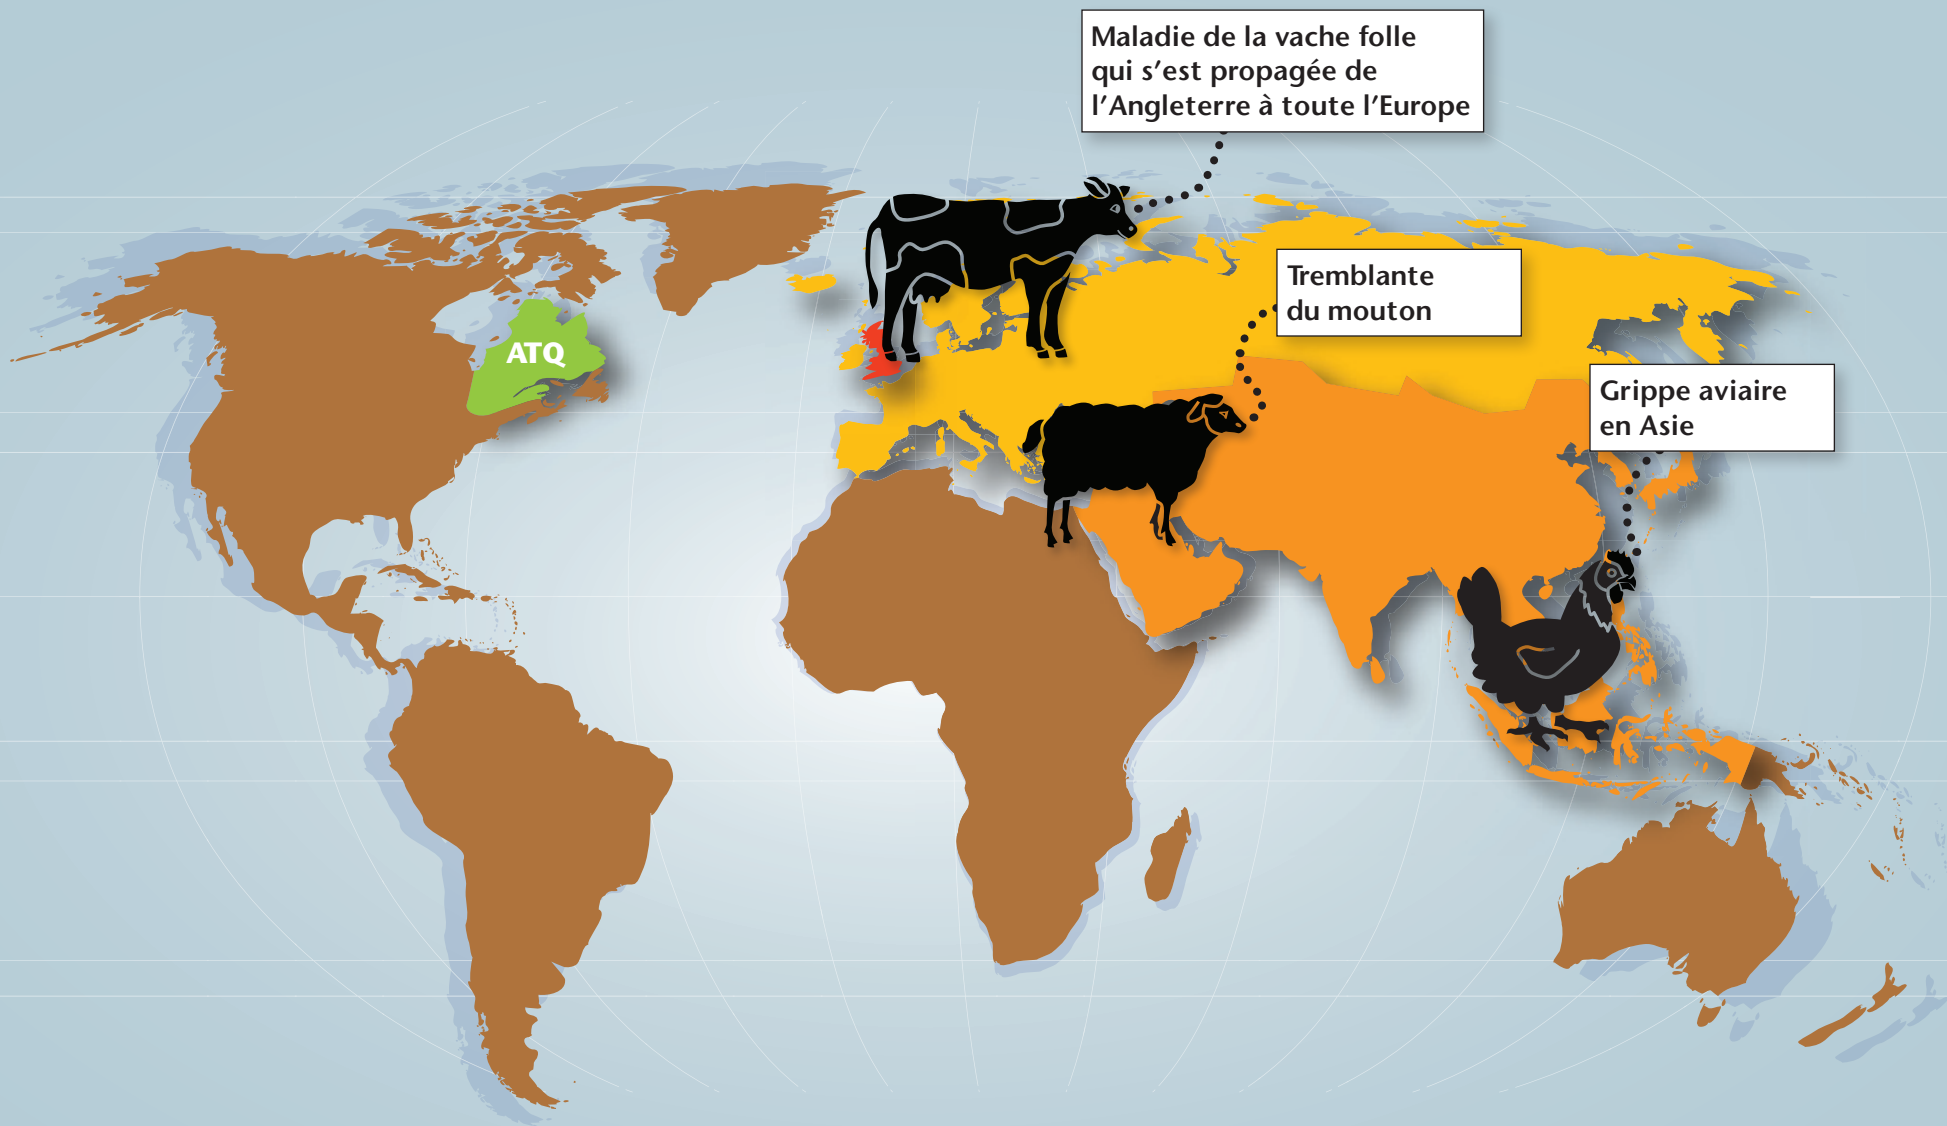 Maladie de la vache folle
qui s’est propagée de
l’Angleterre à toute l’Europe
Tremblante
du mouton
ATQ
Grippe aviaire
en Asie